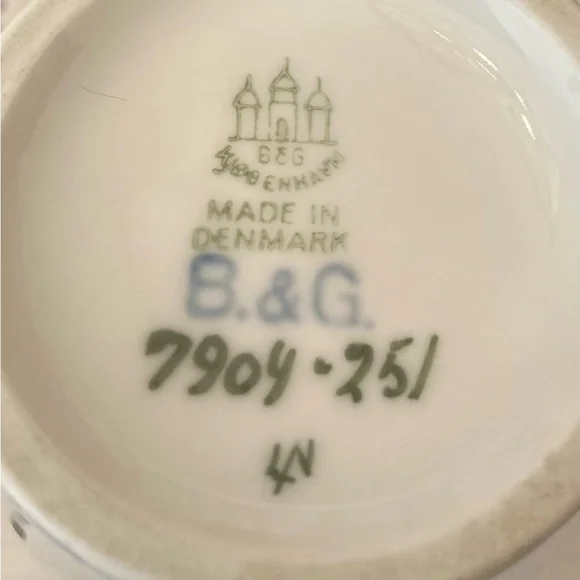 B&G
KJØBENHAVN
MADE IN
DENMARK
B.&G.
7904·251